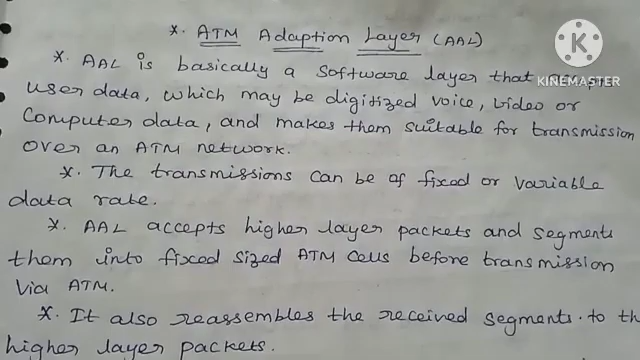 * ATM Adaption Layer (AAL)
* AAL is basically a software layer that
user data, which may be digitized voice, video or
Computer data, and makes them suitable for transmission
over an ATM network.
* The transmissions can be of fixed or variable
data rate.
* AAL accepts higher layer packets and segments
them into fixed sized ATM cells before transmission
Via ATM.
* It also reassembles the received segments to th
higher layer packets.
K
KINEMASTER